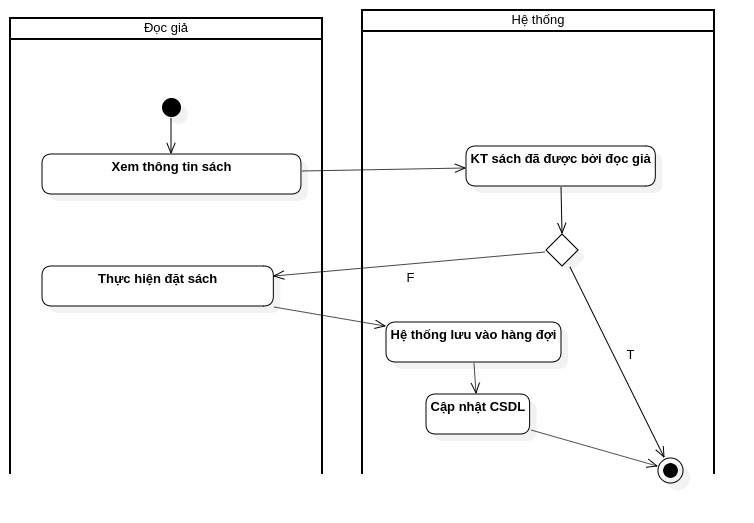 Đọc giả
Hệ thống
Xem thông tin sách
KT sách đã được bởi đọc giả
F
Thực hiện đặt sách
Hệ thống lưu vào hàng đợi
T
Cập nhật CSDL